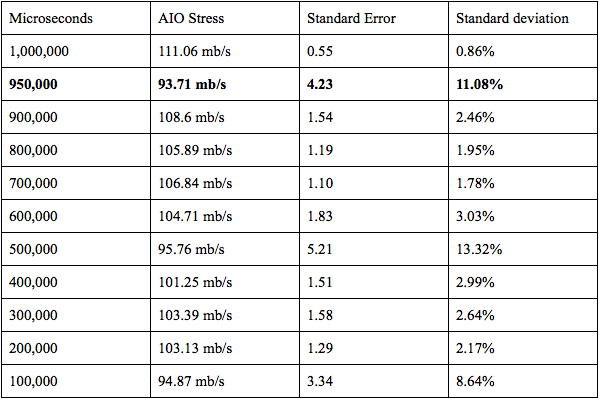 Microseconds AIO Stress Standard Error Standard deviation
1,000,000 111.06 mb/s 0.55 0.86%
950,000 93.71 mb/s 4.23 11.08%
900,000 108.6 mb/s 1.54 2.46%
800,000 105.89 mb/s 1.19 1.95%
700,000 106.84 mb/s 1.10 1.78%
600,000 104.71 mb/s 1.83 3.03%
500,000 95.76 mb/s 5.21 13.32%
400,000 101.25 mb/s 1.51 2.99%
300,000 103.39 mb/s 1.58 2.64%
200,000 103.13 mb/s 1.29 2.17%
100,000 94.87 mb/s 3.34 8.64%